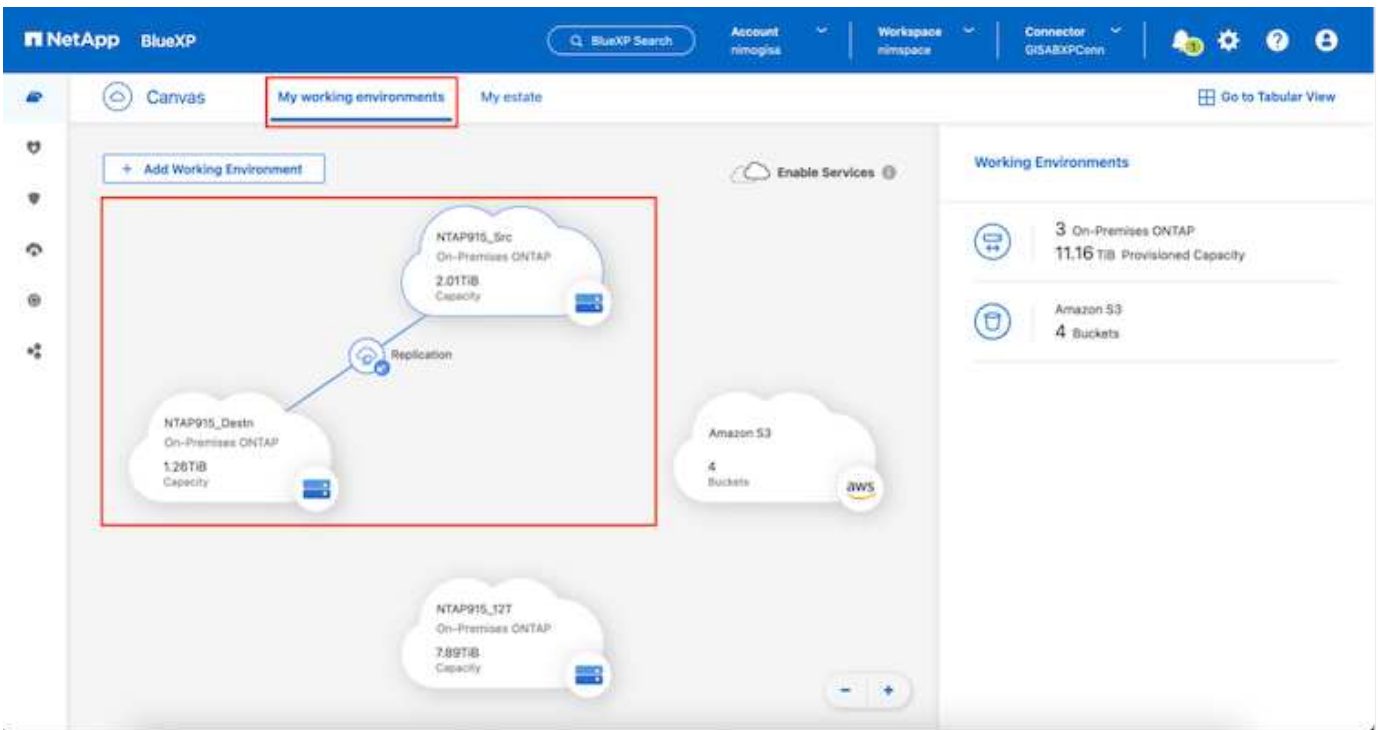 NetApp BlueXP
BlueXP Search
Account
nimogisa
Workspace
nimspace
Connector
GISABXPConn
1
Canvas
My working environments
My estate
Go to Tabular View
+ Add Working Environment
Enable Services
Working Environments
NTAP915_Src
On-Premises ONTAP
2.01TiB
Capacity
3 On-Premises ONTAP
11.16 TiB Provisioned Capacity
Amazon S3
4 Buckets
Replication
NTAP915_Destn
On-Premises ONTAP
1.26TiB
Capacity
Amazon S3
4
Buckets
aws
NTAP915_12T
On-Premises ONTAP
7.89TiB
Capacity
- +